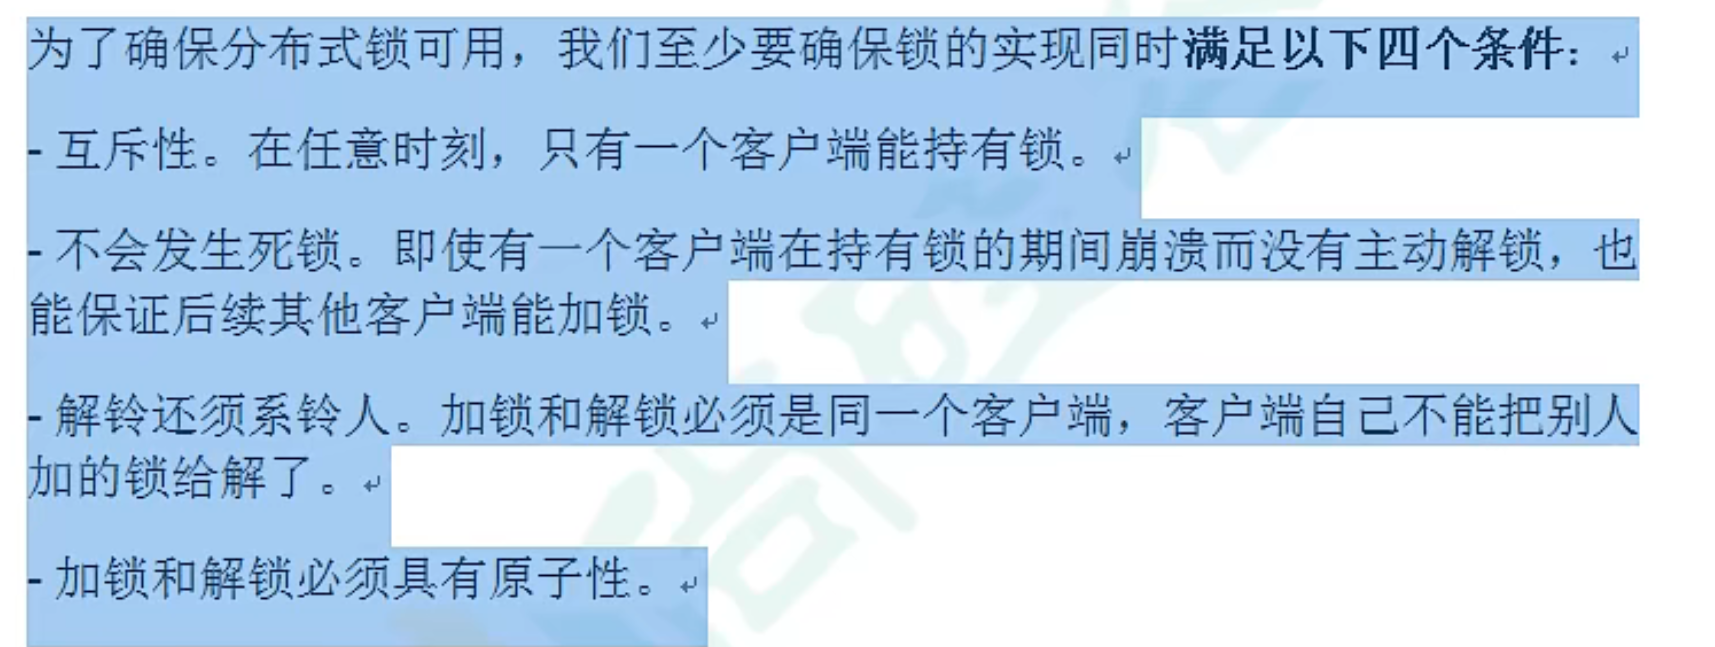 为了确保分布式锁可用，我们至少要确保锁的实现同时满足以下四个条件：
- 互斥性。在任意时刻，只有一个客户端能持有锁。
- 不会发生死锁。即使有一个客户端在持有锁的期间崩溃而没有主动解锁，也
能保证后续其他客户端能加锁。
- 解铃还须系铃人。加锁和解锁必须是同一个客户端，客户端自己不能把别人
加的锁给解了。
- 加锁和解锁必须具有原子性。